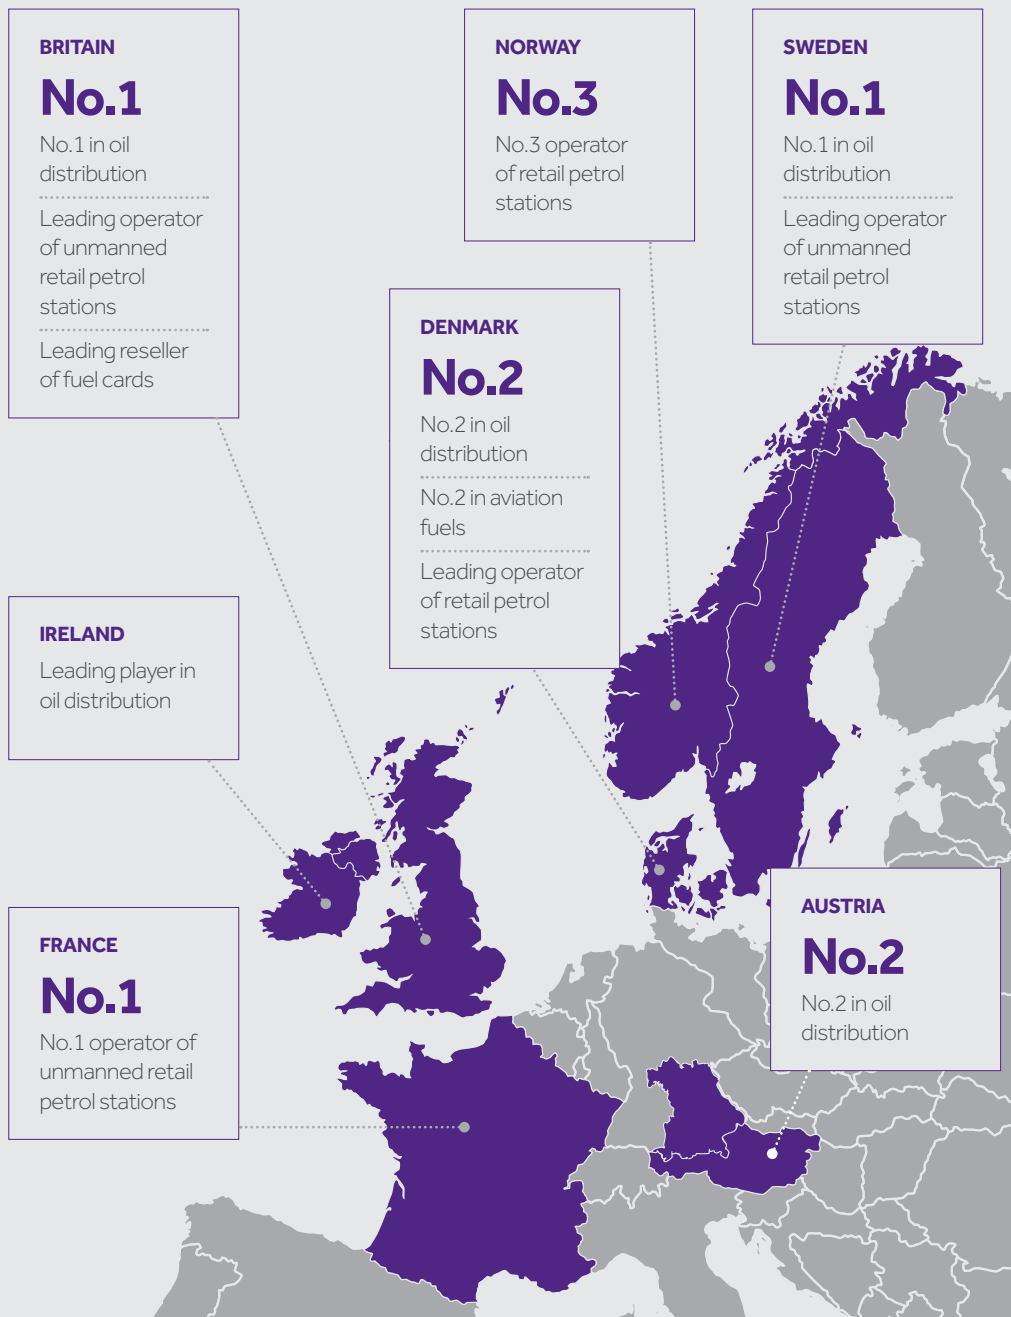 BRITAIN
No.1
No.1 in oil
distribution
Leading operator
of unmanned
retail petrol
stations
Leading reseller
of fuel cards
NORWAY
No.3
No.3 operator
of retail petrol
stations
SWEDEN
No.1
No.1 in oil
distribution
Leading operator
of unmanned
retail petrol
stations
DENMARK
No.2
No.2 in oil
distribution
No.2 in aviation
fuels
Leading operator
of retail petrol
stations
IRELAND
Leading player in
oil distribution
FRANCE
No.1
No.1 operator of
unmanned retail
petrol stations
AUSTRIA
No.2
No.2 in oil
distribution